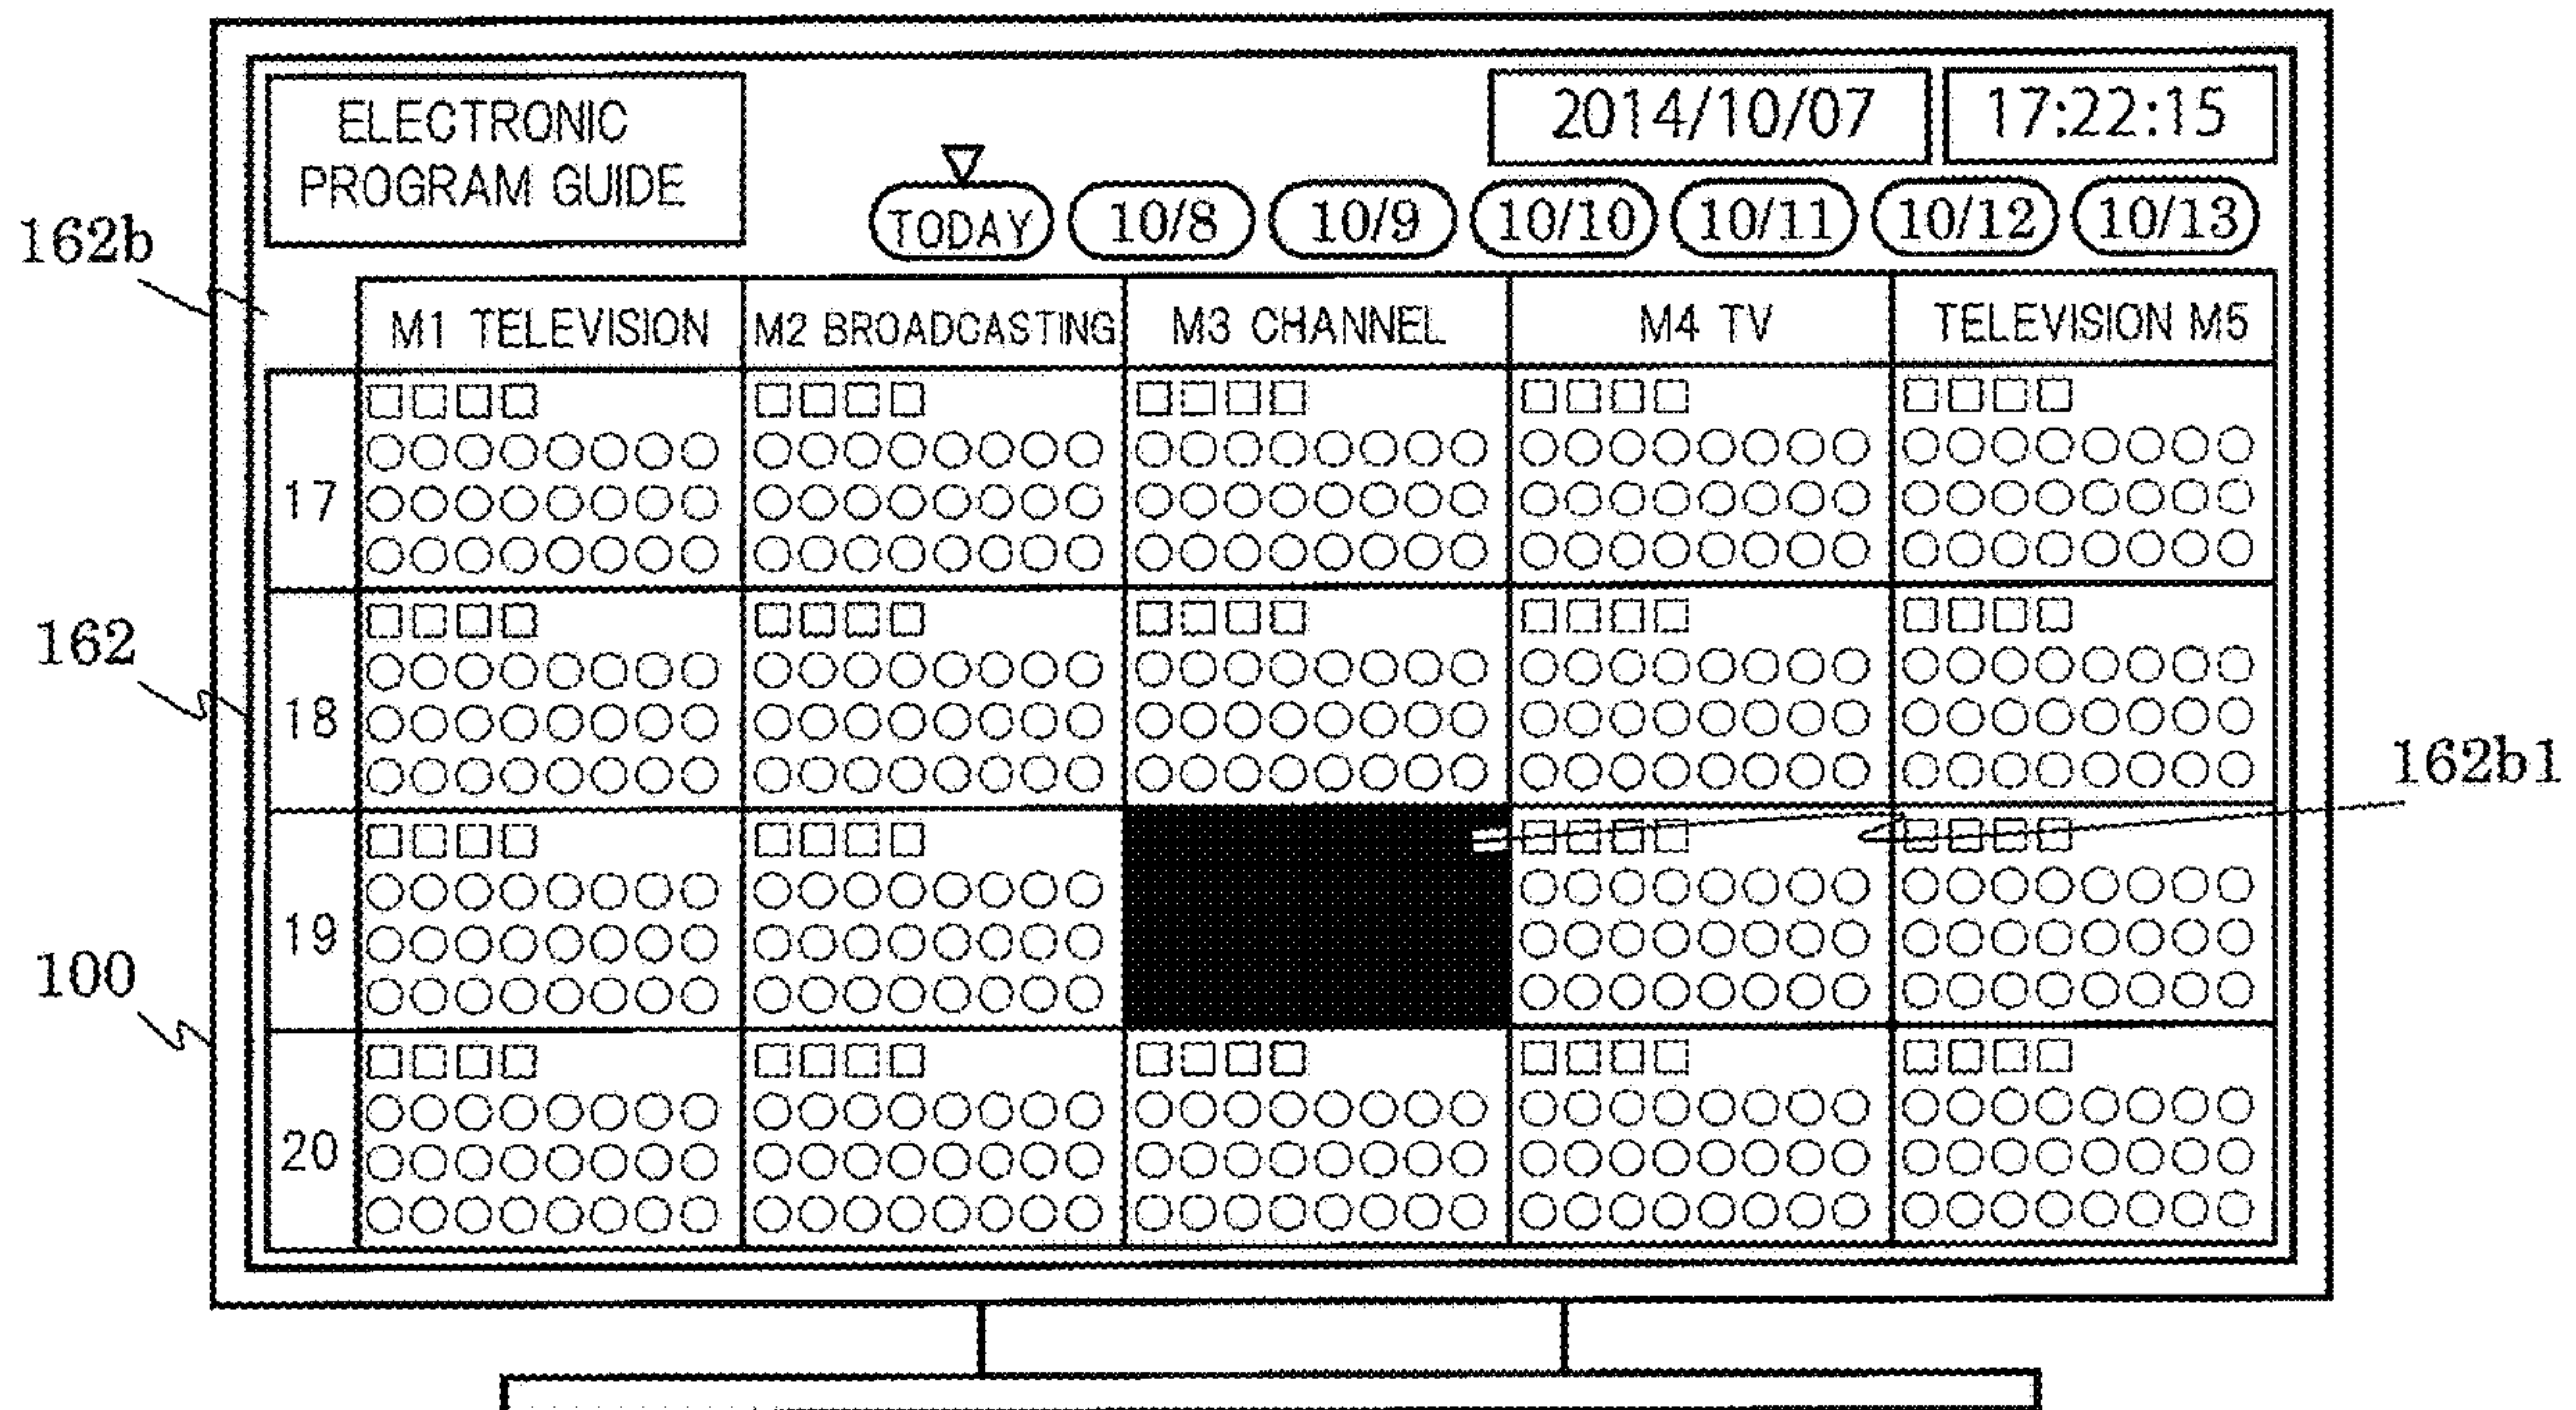 ELECTRONIC
PROGRAM GUIDE
2014/10/07 17:22:15
TODAY 10/8 10/9 10/10 10/11 10/12 10/13
162b
M1 TELEVISION M2 BROADCASTING M3 CHANNEL M4 TV TELEVISION M5
□□□□ □□□□ □□□□ □□□□ □□□□
○○○○○○○○ ○○○○○○○○ ○○○○○○○○ ○○○○○○○○ ○○○○○○○○
17 ○○○○○○○○ ○○○○○○○○ ○○○○○○○○ ○○○○○○○○ ○○○○○○○○
○○○○○○○○ ○○○○○○○○ ○○○○○○○○ ○○○○○○○○ ○○○○○○○○
□□□□ □□□□ □□□□ □□□□ □□□□
162
○○○○○○○○ ○○○○○○○○ ○○○○○○○○ ○○○○○○○○ ○○○○○○○○
18 ○○○○○○○○ ○○○○○○○○ ○○○○○○○○ ○○○○○○○○ ○○○○○○○○
○○○○○○○○ ○○○○○○○○ ○○○○○○○○ ○○○○○○○○ ○○○○○○○○
162b1
□□□□ □□□□ □□□□ □□□□
○○○○○○○○ ○○○○○○○○ ○○○○○○○○ ○○○○○○○○
19 ○○○○○○○○ ○○○○○○○○ ○○○○○○○○ ○○○○○○○○
100
○○○○○○○○ ○○○○○○○○ ○○○○○○○○ ○○○○○○○○
□□□□ □□□□ □□□□ □□□□ □□□□
○○○○○○○○ ○○○○○○○○ ○○○○○○○○ ○○○○○○○○ ○○○○○○○○
20 ○○○○○○○○ ○○○○○○○○ ○○○○○○○○ ○○○○○○○○ ○○○○○○○○
○○○○○○○○ ○○○○○○○○ ○○○○○○○○ ○○○○○○○○ ○○○○○○○○